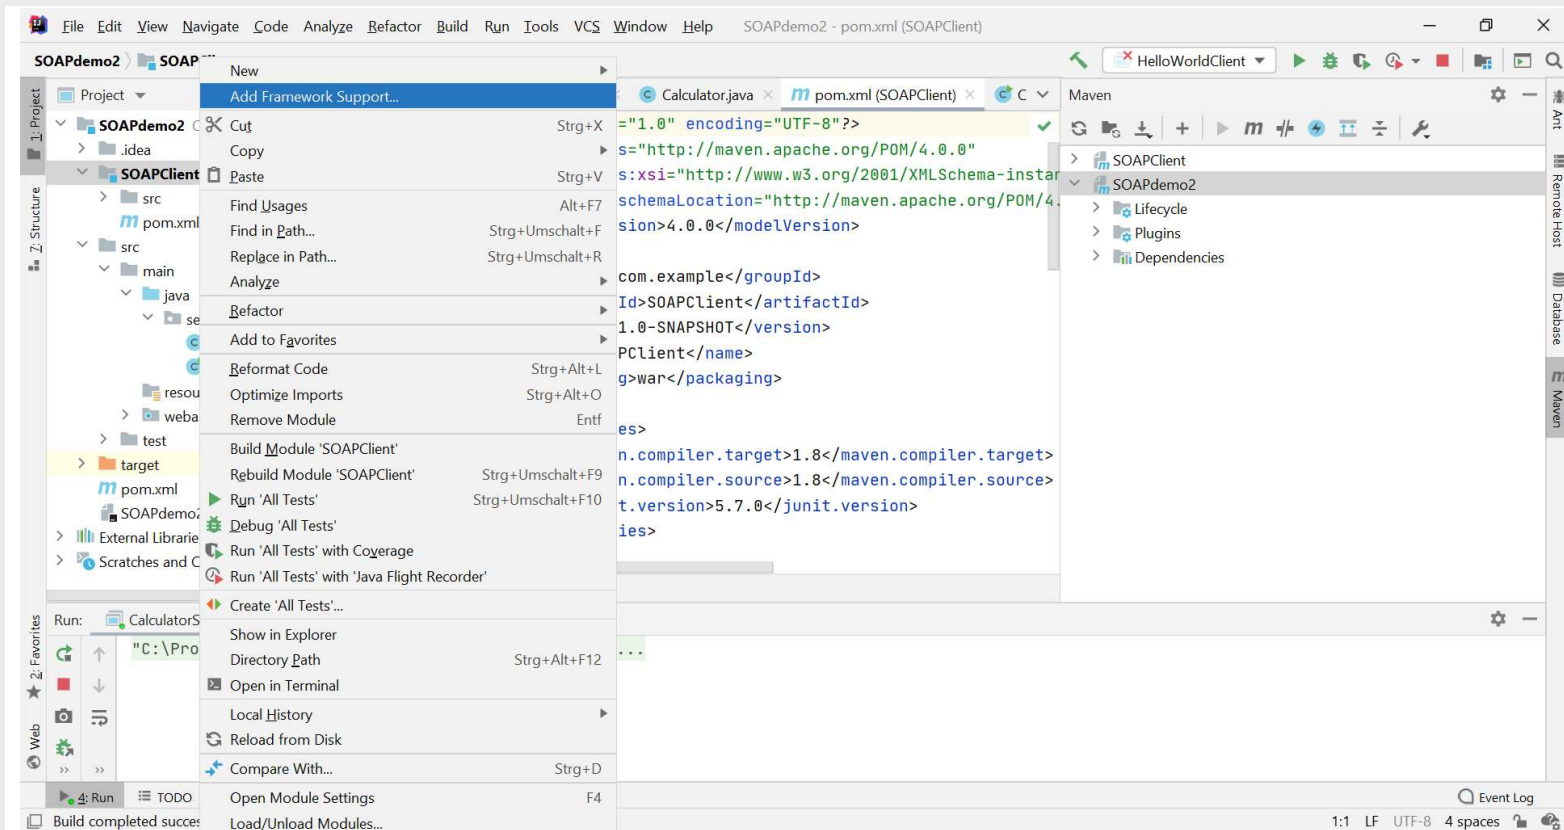 File Edit View Navigate Code Analyze Refactor Build Run Tools VCS Window Help SOAPdemo2 - pom.xml (SOAPClient)
SOAPdemo2 SOAPClient HelloWorldClient
1: Project
Z: Structure
2: Favorites
Web
Project
SOAPdemo2
.idea
SOAPClient
src
pom.xml
src
main
java
se
resou
weba
test
target
pom.xml
SOAPdemo2
External Librarie
Scratches and C
New
Add Framework Support...
Cut Strg+X
Copy
Paste Strg+V
Find Usages Alt+F7
Find in Path... Strg+Umschalt+F
Replace in Path... Strg+Umschalt+R
Analyze
Refactor
Add to Favorites
Reformat Code Strg+Alt+L
Optimize Imports Strg+Alt+O
Remove Module Entf
Build Module 'SOAPClient'
Rebuild Module 'SOAPClient' Strg+Umschalt+F9
Run 'All Tests' Strg+Umschalt+F10
Debug 'All Tests'
Run 'All Tests' with Coverage
Run 'All Tests' with 'Java Flight Recorder'
Create 'All Tests'...
Show in Explorer
Directory Path Strg+Alt+F12
Open in Terminal
Local History
Reload from Disk
Compare With... Strg+D
Open Module Settings F4
Load/Unload Modules...
Calculator.java pom.xml (SOAPClient) C
="1.0" encoding="UTF-8"?>
s="http://maven.apache.org/POM/4.0.0"
s:xsi="http://www.w3.org/2001/XMLSchema-instan
schemaLocation="http://maven.apache.org/POM/4.
sion>4.0.0</modelVersion>
com.example</groupId>
Id>SOAPClient</artifactId>
1.0-SNAPSHOT</version>
PClient</name>
g>war</packaging>
es>
n.compiler.target>1.8</maven.compiler.target>
n.compiler.source>1.8</maven.compiler.source>
t.version>5.7.0</junit.version>
ies>
Maven
SOAPClient
SOAPdemo2
Lifecycle
Plugins
Dependencies
Ant
Remote Host
Database
Maven
Run: CalculatorS
"C:\Pro ...
4: Run TODO Event Log
Build completed succes 1:1 LF UTF-8 4 spaces